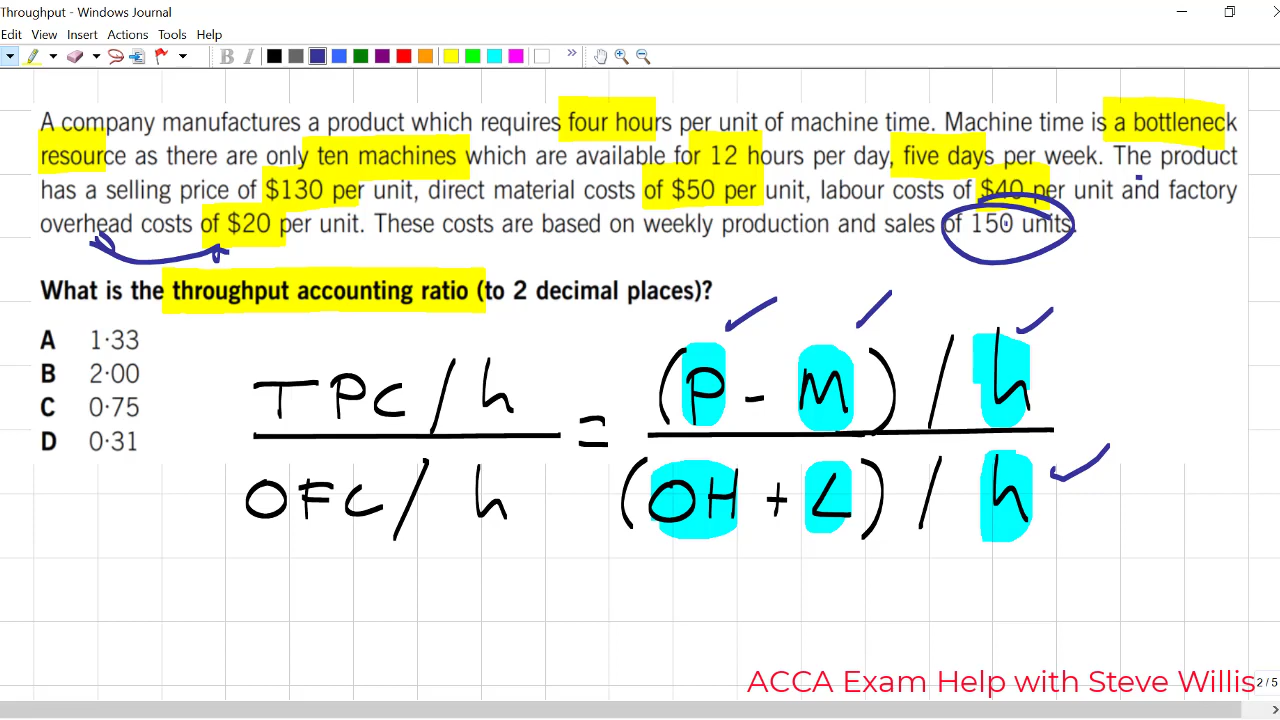 Throughput - Windows Journal
Edit View Insert Actions Tools Help
B I »
A company manufactures a product which requires four hours per unit of machine time. Machine time is a bottleneck
resource as there are only ten machines which are available for 12 hours per day, five days per week. The product
has a selling price of $130 per unit, direct material costs of $50 per unit, labour costs of $40 per unit and factory
overhead costs of $20 per unit. These costs are based on weekly production and sales of 150 units.
What is the throughput accounting ratio (to 2 decimal places)?
A 1·33
B 2·00
C 0·75
D 0·31
TPC / h = (P - M) / h
OFC / h (OH + L) / h
ACCA Exam Help with Steve Willis
2 / 5